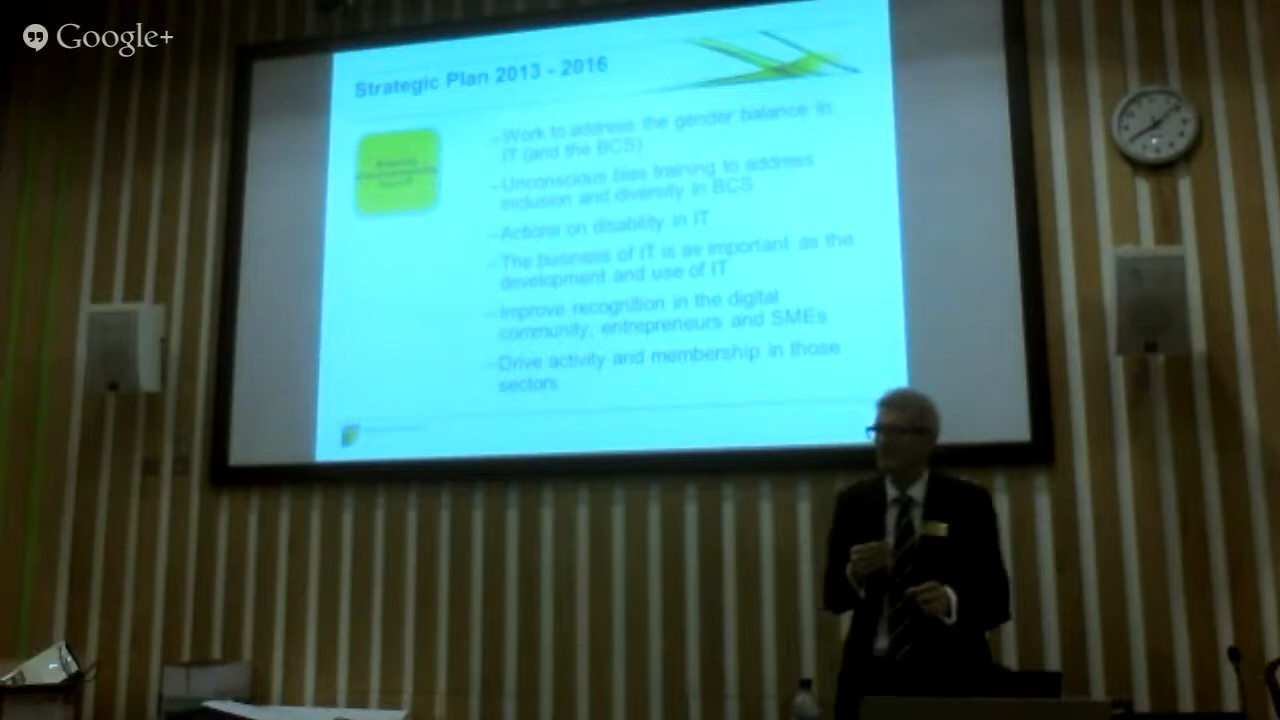 Google+
Strategic Plan 2013 - 2016
–Work to address the gender balance in
IT (and the BCS)
–Unconscious bias training to address
inclusion and diversity in BCS
–Actions on disability in IT
–The business of IT is as important as the
development and use of IT
–Improve recognition in the digital
community, entrepreneurs and SMEs
–Drive activity and membership in those
sectors